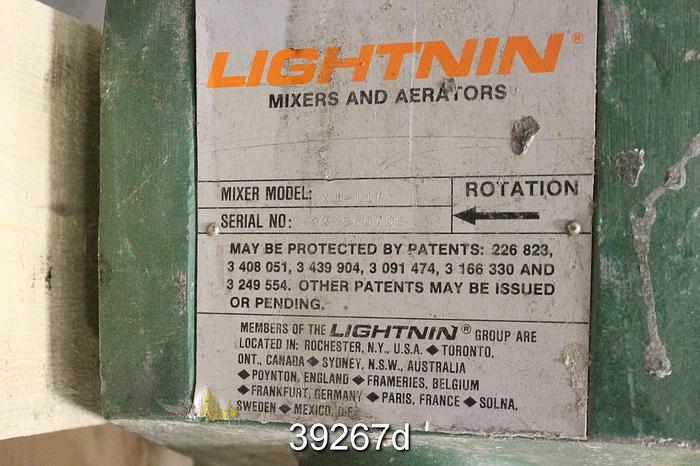 LIGHTNIN®
MIXERS AND AERATORS
MIXER MODEL:
ROTATION
SERIAL NO:
MAY BE PROTECTED BY PATENTS: 226 823,
3 408 051, 3 439 904, 3 091 474, 3 166 330 AND
3 249 554. OTHER PATENTS MAY BE ISSUED
OR PENDING.
MEMBERS OF THE LIGHTNIN® GROUP ARE
LOCATED IN: ROCHESTER, N.Y., U.S.A. ◆ TORONTO,
ONT., CANADA ◆ SYDNEY, N.S.W., AUSTRALIA
◆ POYNTON, ENGLAND ◆ FRAMERIES, BELGIUM
◆ FRANKFURT, GERMANY ◆ PARIS, FRANCE ◆ SOLNA,
SWEDEN ◆ MEXICO, D.F.
39267d